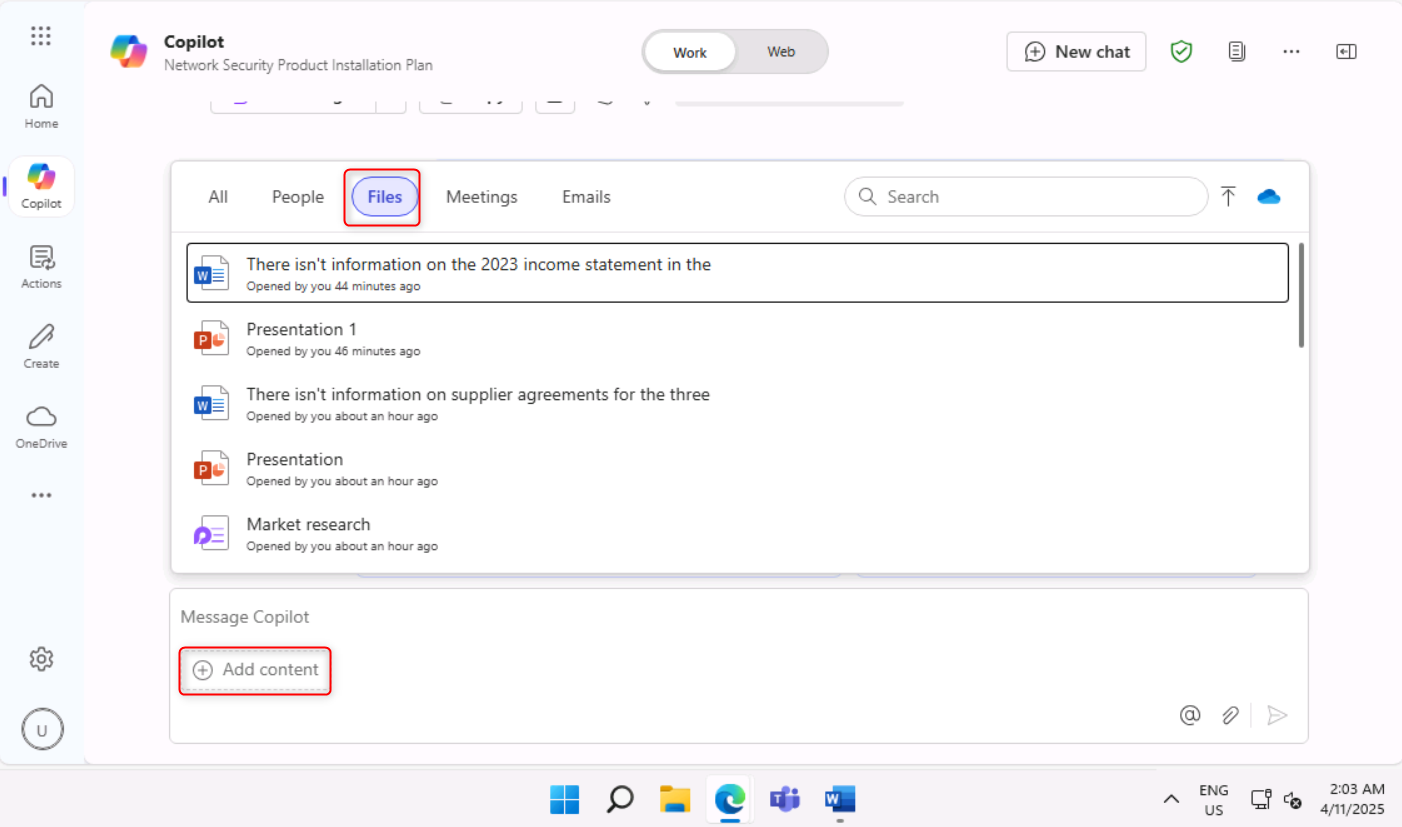 Copilot
Network Security Product Installation Plan
Work
Web
New chat
Home
Copilot
Actions
Create
OneDrive
U
All
People
Files
Meetings
Emails
Search
There isn't information on the 2023 income statement in the
Opened by you 44 minutes ago
Presentation 1
Opened by you 46 minutes ago
There isn't information on supplier agreements for the three
Opened by you about an hour ago
Presentation
Opened by you about an hour ago
Market research
Opened by you about an hour ago
Message Copilot
Add content
ENG
US
2:03 AM
4/11/2025